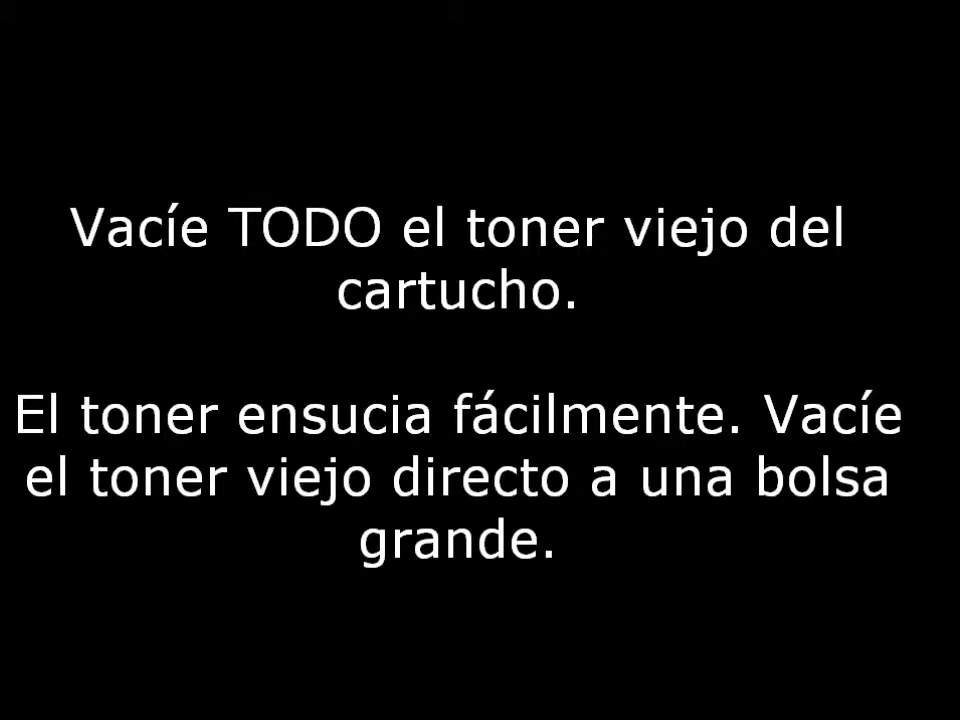 Vacíe TODO el toner viejo del
cartucho.
El toner ensucia fácilmente. Vacíe
el toner viejo directo a una bolsa
grande.